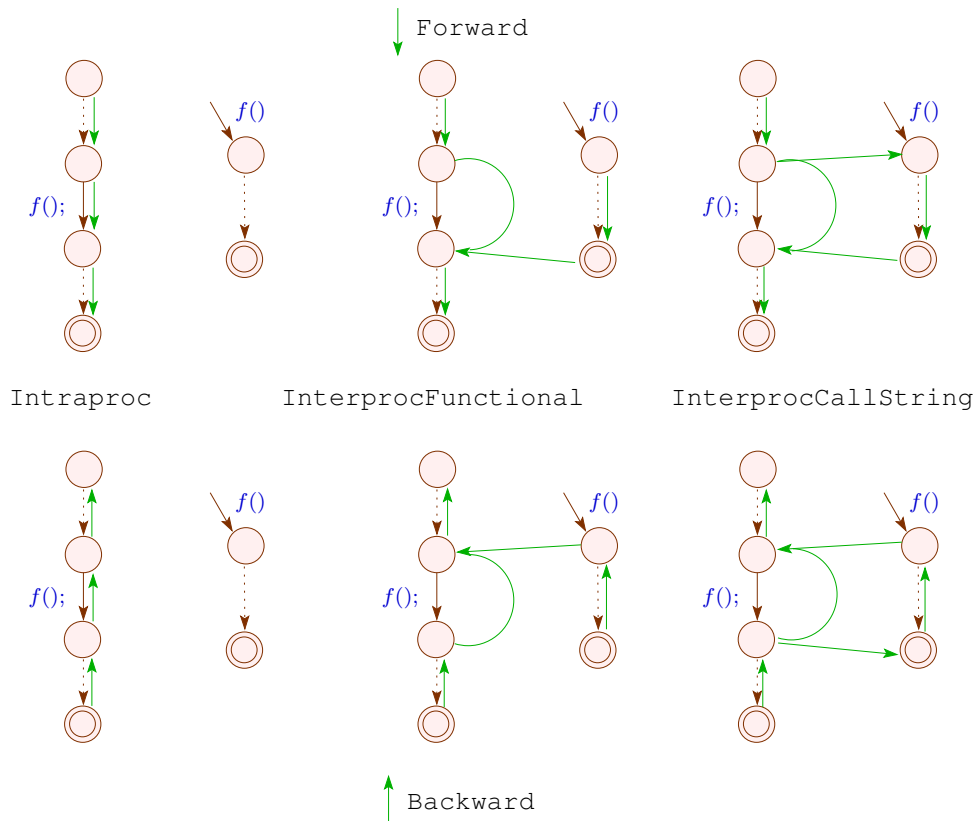 Forward
f()
f()
f()
f();
f();
f();
Intraproc
InterprocFunctional
InterprocCallString
f()
f()
f()
f();
f();
f();
Backward